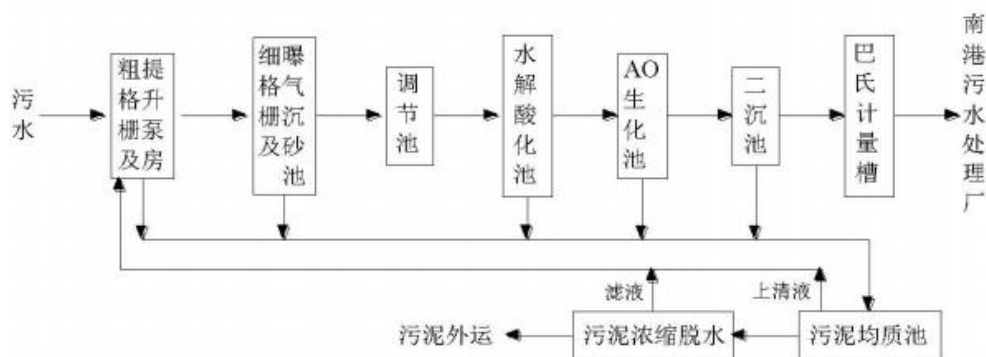 污水
粗格栅及提升泵房
细格栅及曝气沉砂池
调节池
水解酸化池
AO生化池
二沉池
巴氏计量槽
南港污水处理厂
滤液
上清液
污泥外运
污泥浓缩脱水
污泥均质池